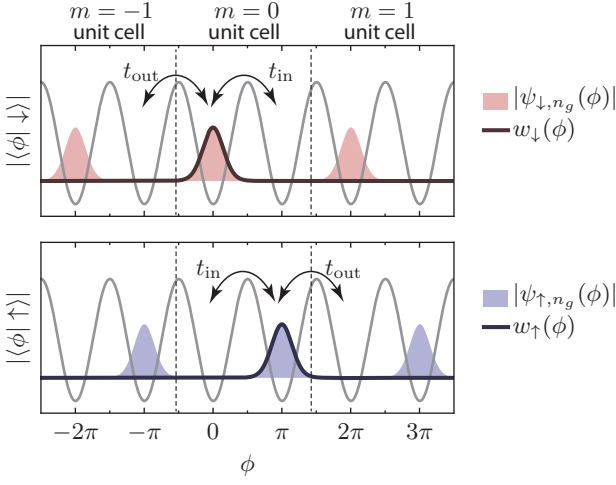 m = −1 m = 0 m = 1
unit cell unit cell unit cell
t_out t_in
|⟨ϕ| ↓⟩|
|ψ_{↓,n_g}(ϕ)|
w_↓(ϕ)
t_in t_out
|⟨ϕ| ↑⟩|
|ψ_{↑,n_g}(ϕ)|
w_↑(ϕ)
−2π −π 0 π 2π 3π
ϕ